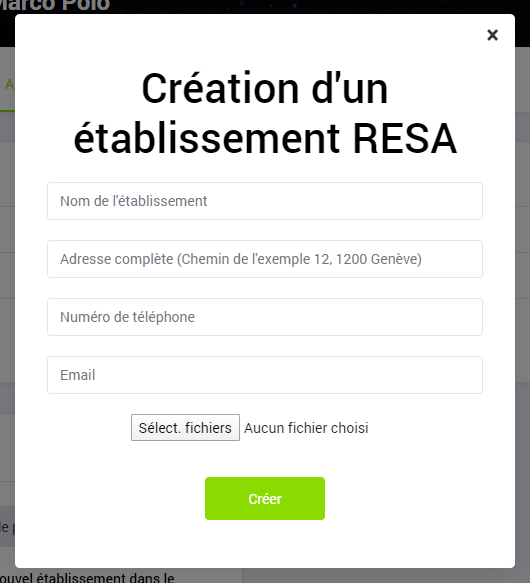 Marco Polo
×
Création d'un
établissement RESA
Nom de l'établissement
Adresse complète (Chemin de l'exemple 12, 1200 Genève)
Numéro de téléphone
Email
Sélect. fichiers Aucun fichier choisi
Créer
le p
ouvel établissement dans le